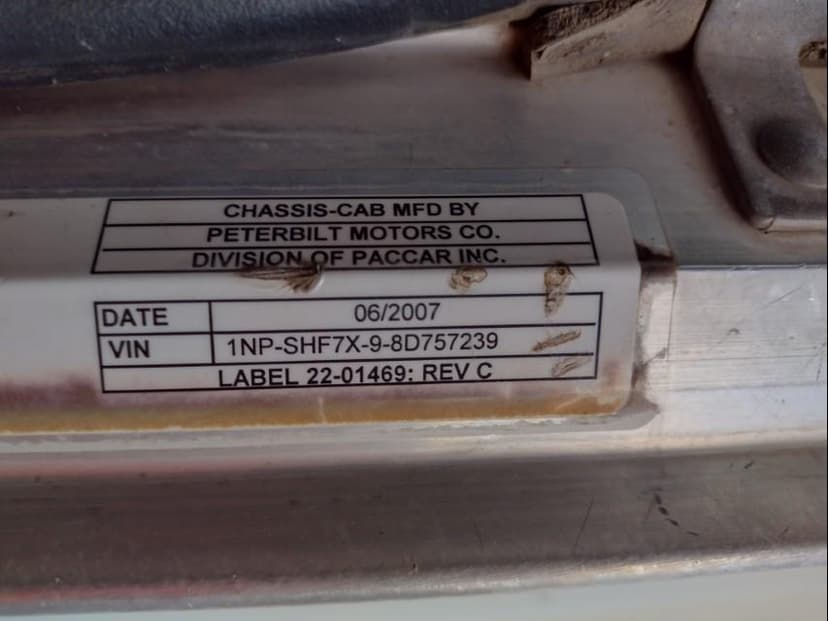 CHASSIS-CAB MFD BY
PETERBILT MOTORS CO.
DIVISION OF PACCAR INC.
DATE 06/2007
VIN 1NP-SHF7X-9-8D757239
LABEL 22-01469: REV C